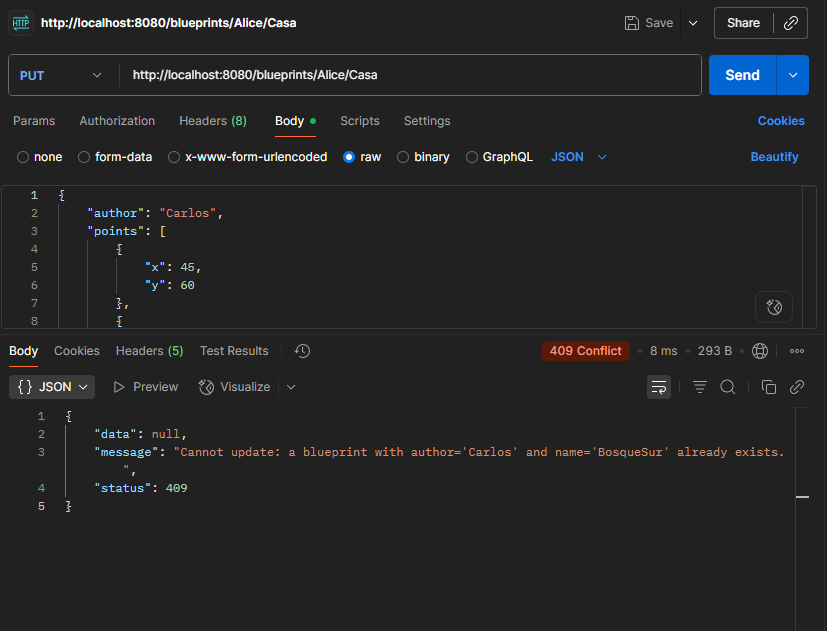 HTTP http://localhost:8080/blueprints/Alice/Casa Save Share
PUT http://localhost:8080/blueprints/Alice/Casa Send
Params Authorization Headers (8) Body Scripts Settings Cookies
none form-data x-www-form-urlencoded raw binary GraphQL JSON Beautify
1 {
2 "author": "Carlos",
3 "points": [
4 {
5 "x": 45,
6 "y": 60
7 },
8 {
Body Cookies Headers (5) Test Results 409 Conflict • 8 ms • 293 B •
{} JSON Preview Visualize
1 {
2 "data": null,
3 "message": "Cannot update: a blueprint with author='Carlos' and name='BosqueSur' already exists.
",
4 "status": 409
5 }